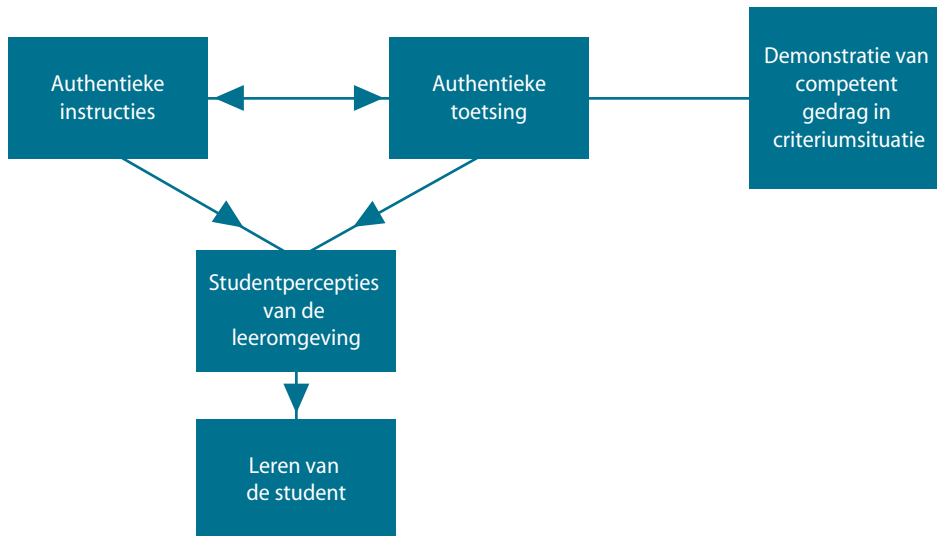 Authentieke
instructies
Authentieke
toetsing
Demonstratie van
competent
gedrag in
criteriumsituatie
Studentpercepties
van de
leeromgeving
Leren van
de student